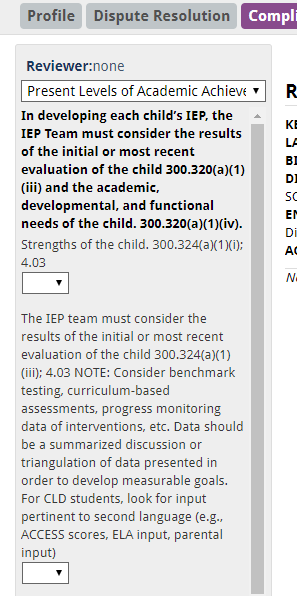 Profile Dispute Resolution Compli
Reviewer:none
Present Levels of Academic Achieve
In developing each child's IEP, the
IEP Team must consider the results
of the initial or most recent
evaluation of the child 300.320(a)(1)
(iii) and the academic,
developmental, and functional
needs of the child. 300.320(a)(1)(iv).
Strengths of the child. 300.324(a)(1)(i);
4.03
The IEP team must consider the
results of the initial or most recent
evaluation of the child 300.324(a)(1)
(iii); 4.03 NOTE: Consider benchmark
testing, curriculum-based
assessments, progress monitoring
data of interventions, etc. Data should
be a summarized discussion or
triangulation of data presented in
order to develop measurable goals.
For CLD students, look for input
pertinent to second language (e.g.,
ACCESS scores, ELA input, parental
input)
R
KE
LA
BI
DI
SC
EN
Di
AC